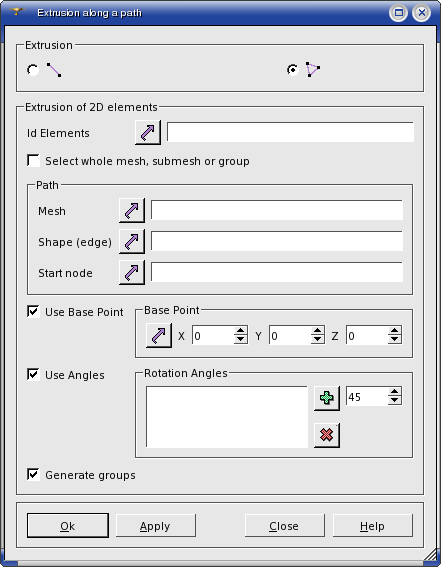 Extrusion along a path
Extrusion
Extrusion of 2D elements
Id Elements
Select whole mesh, submesh or group
Path
Mesh
Shape (edge)
Start node
Use Base Point
Base Point
X 0 Y 0 Z 0
Use Angles
Rotation Angles
45
Generate groups
Ok Apply Close Help